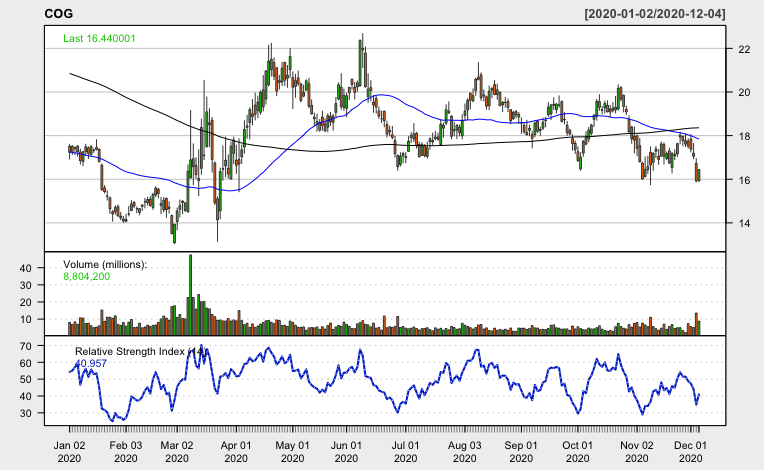 COG [2020-01-02/2020-12-04]
Last 16.440001
22
20
18
16
14
Volume (millions):
8,804,200
40
30
20
10
Relative Strength Index (14):
40.957
70
60
50
40
30
Jan 02 Feb 03 Mar 02 Apr 01 May 01 Jun 01 Jul 01 Aug 03 Sep 01 Oct 01 Nov 02 Dec 01
2020 2020 2020 2020 2020 2020 2020 2020 2020 2020 2020 2020